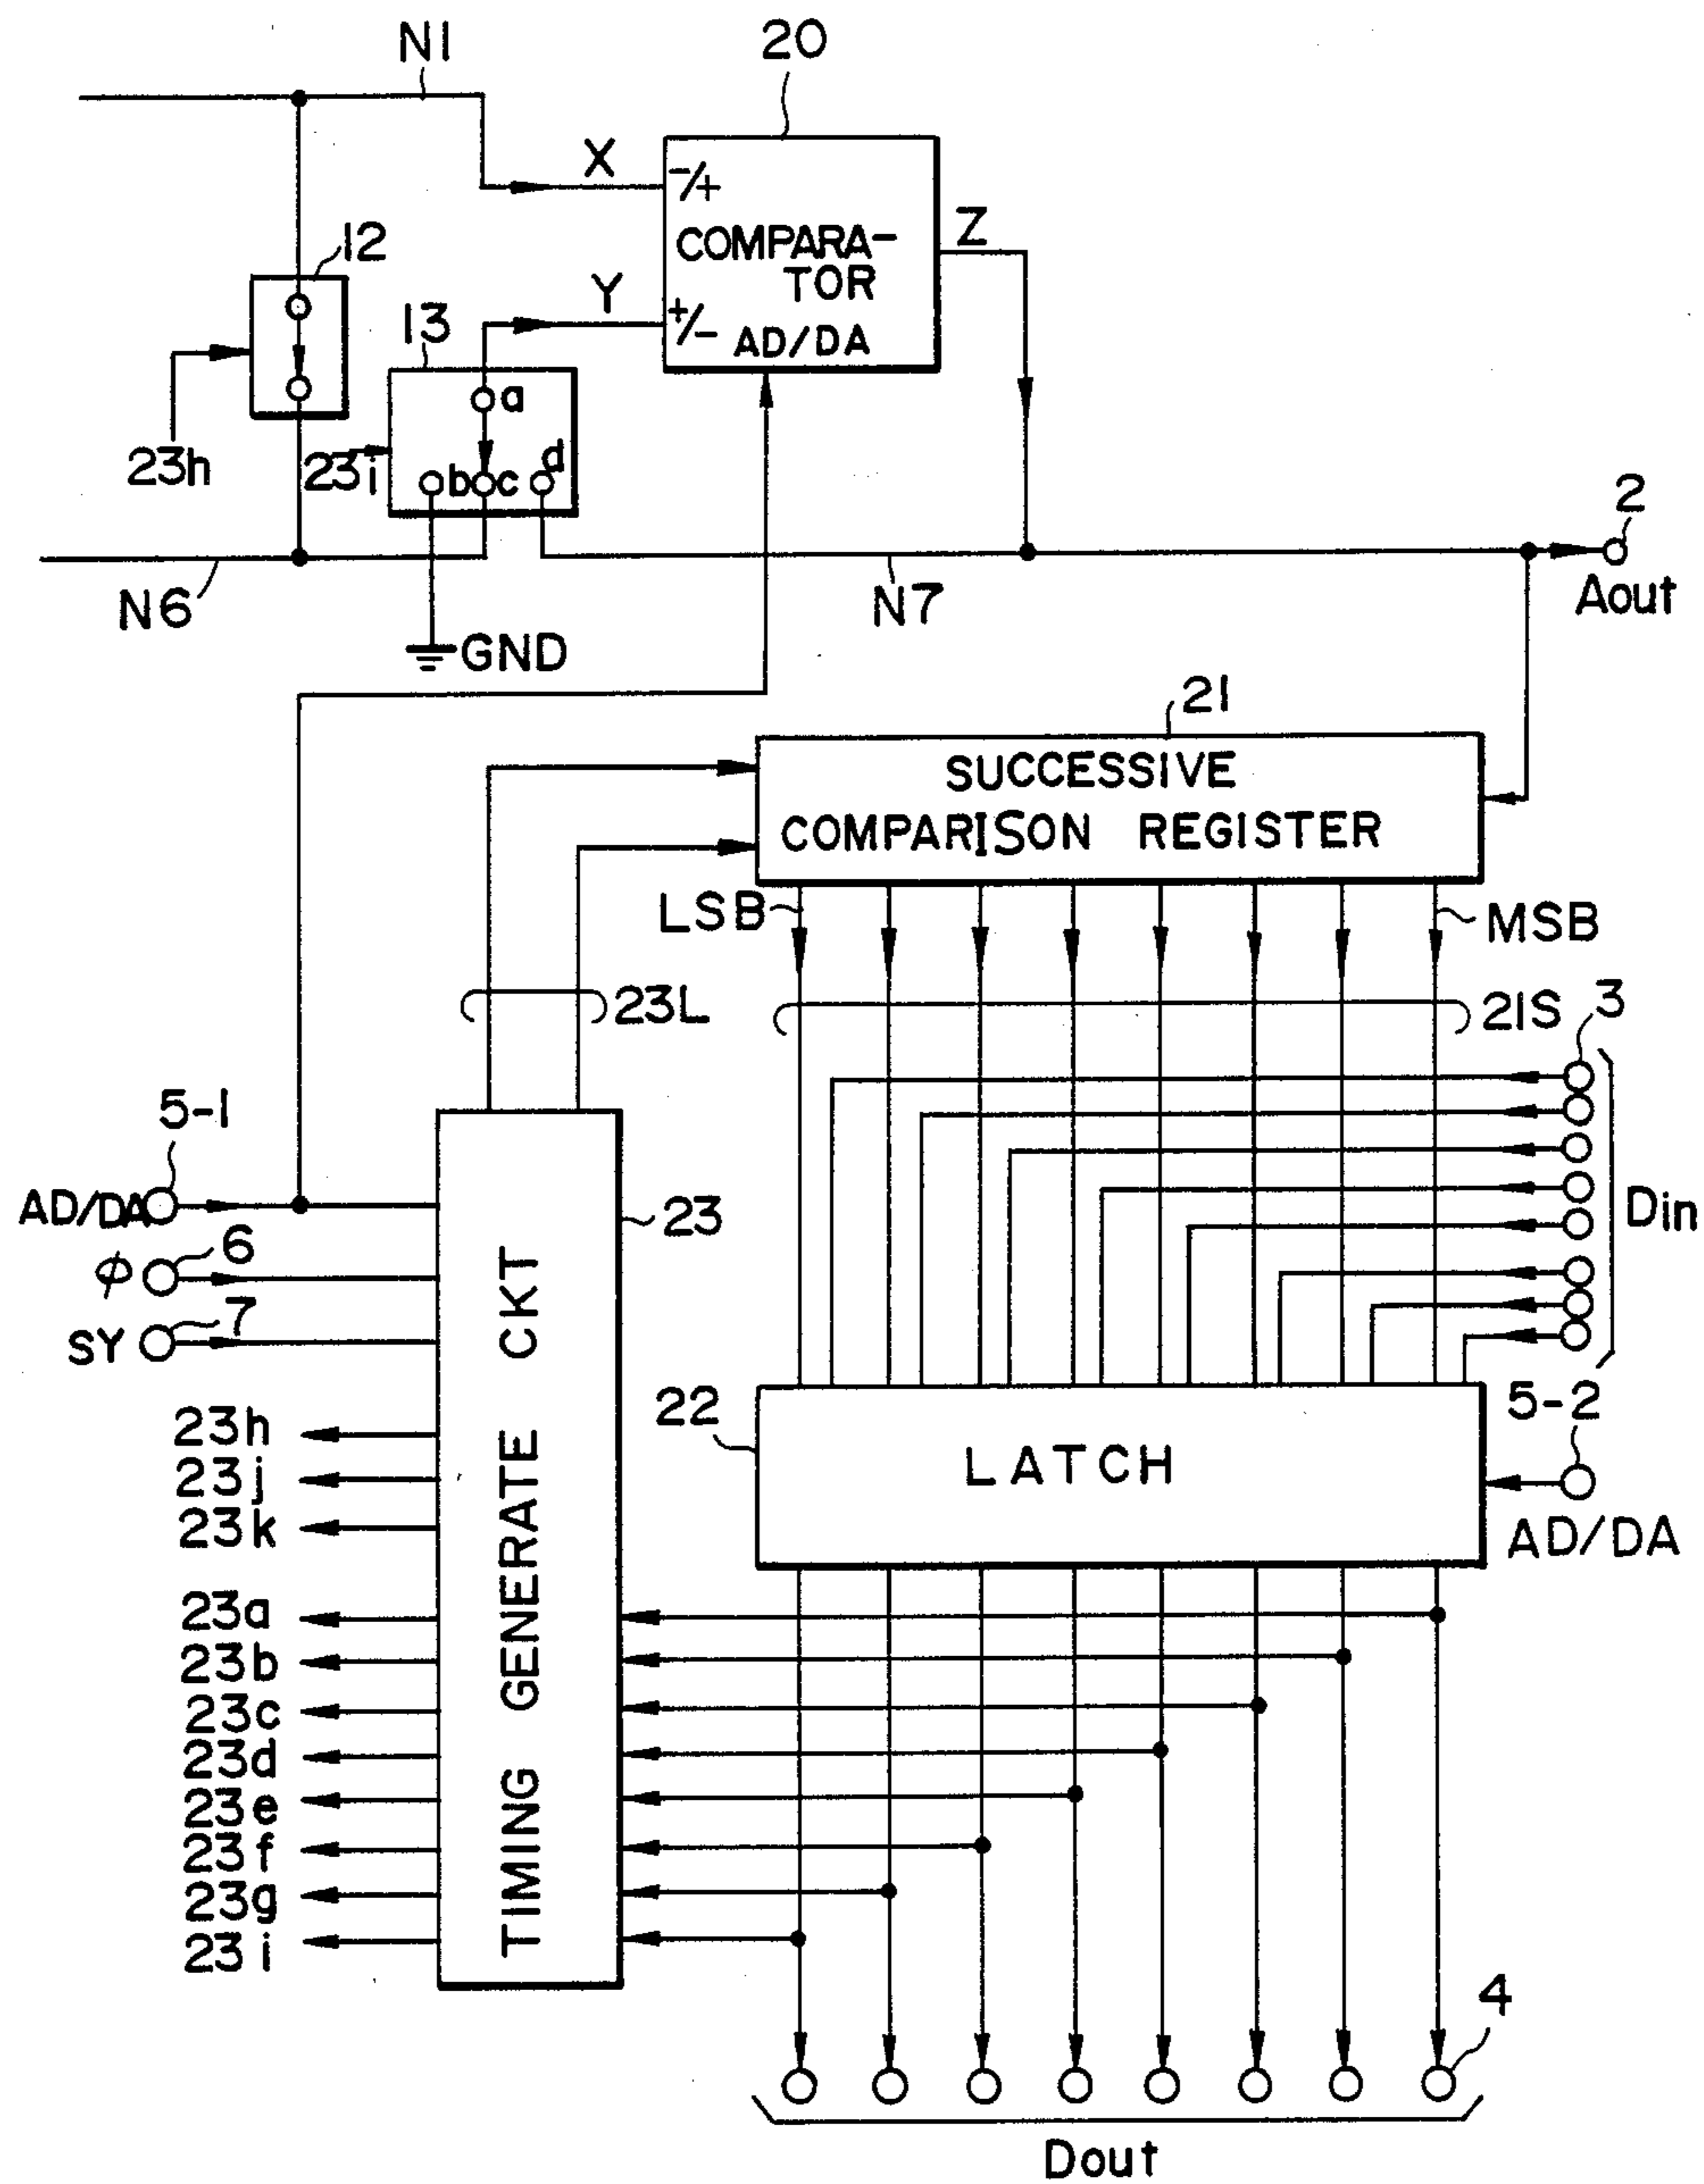 N1
20
X
-/+
12
COMPARA-
TOR
Z
Y
+/-
AD/DA
13
a
23h
23i
b
c
d
2
N6
N7
Aout
GND
21
SUCCESSIVE
COMPARISON REGISTER
LSB
MSB
23L
21S
3
5-1
AD/DA
23
Din
φ
6
SY
7
TIMING GENERATE CKT
22
5-2
LATCH
AD/DA
23h
23j
23k
23a
23b
23c
23d
23e
23f
23g
23i
4
Dout